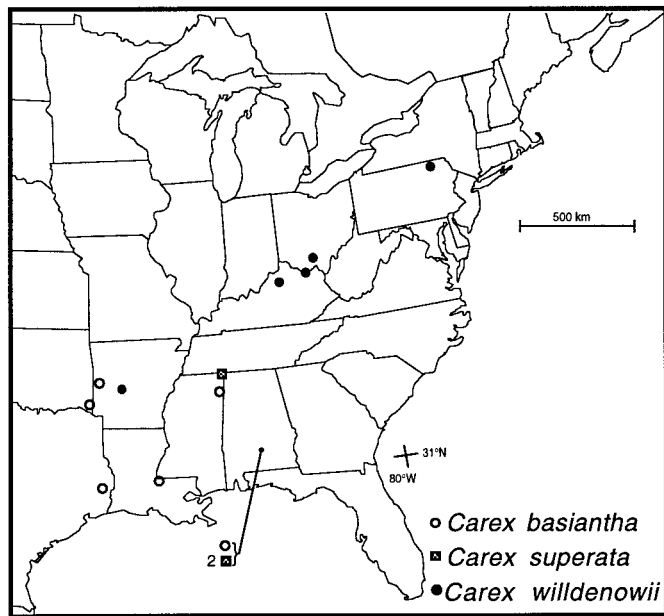 500 km
31°N
80°W
2
Carex basiantha
Carex superata
Carex willdenowii